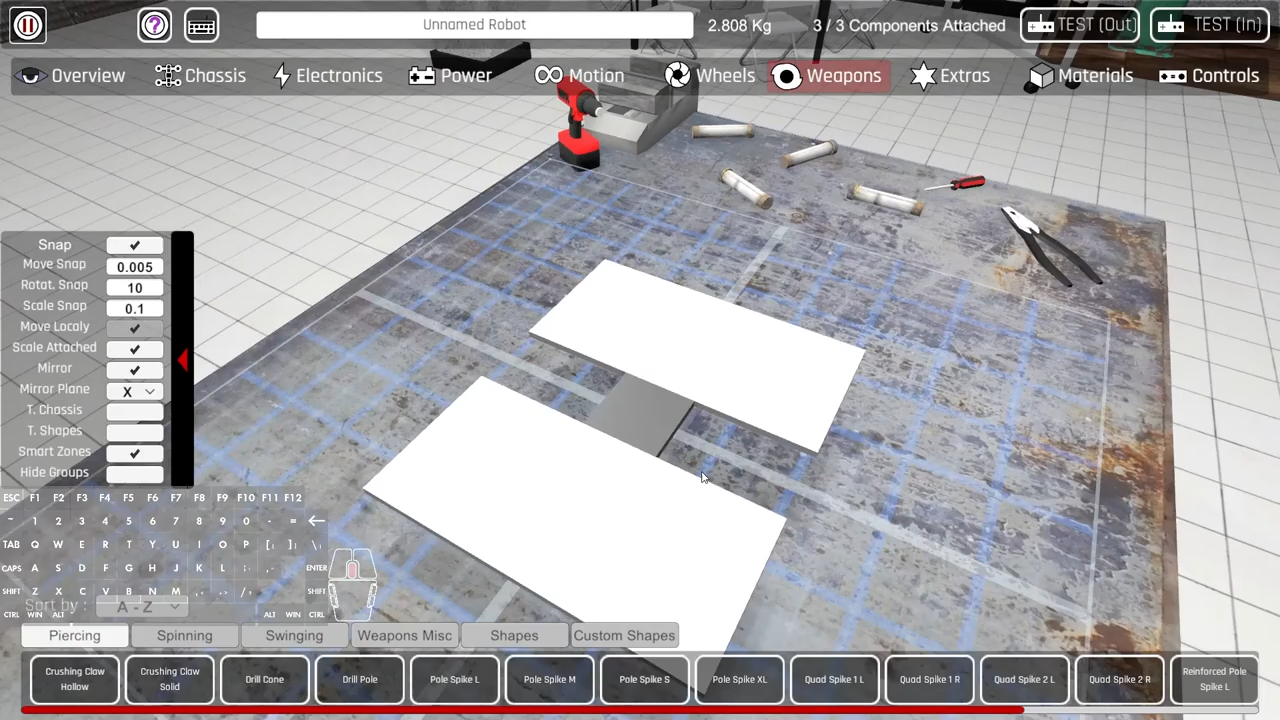 Unnamed Robot
2.808 Kg
3 / 3 Components Attached
TEST (Out)
TEST (In)
Overview
Chassis
Electronics
Power
Motion
Wheels
Weapons
Extras
Materials
Controls
Snap
Move Snap 0.005
Rotat. Snap 10
Scale Snap 0.1
Move Localy
Scale Attached
Mirror
Mirror Plane X
T. Chassis
T. Shapes
Smart Zones
Hide Groups
ESC F1 F2 F3 F4 F5 F6 F7 F8 F9 F10 F11 F12
~ 1 2 3 4 5 6 7 8 9 0 - =
TAB Q W E R T Y U I O P [ ] \
CAPS A S D F G H J K L ; ' ENTER
SHIFT Z X C V B N M , . / SHIFT
CTRL WIN ALT ALT WIN CTRL
Sort by : A - Z
Piercing
Spinning
Swinging
Weapons Misc
Shapes
Custom Shapes
Crushing Claw
Hollow
Crushing Claw
Solid
Drill Cone
Drill Pole
Pole Spike L
Pole Spike M
Pole Spike S
Pole Spike XL
Quad Spike 1 L
Quad Spike 1 R
Quad Spike 2 L
Quad Spike 2 R
Reinforced Pole
Spike L